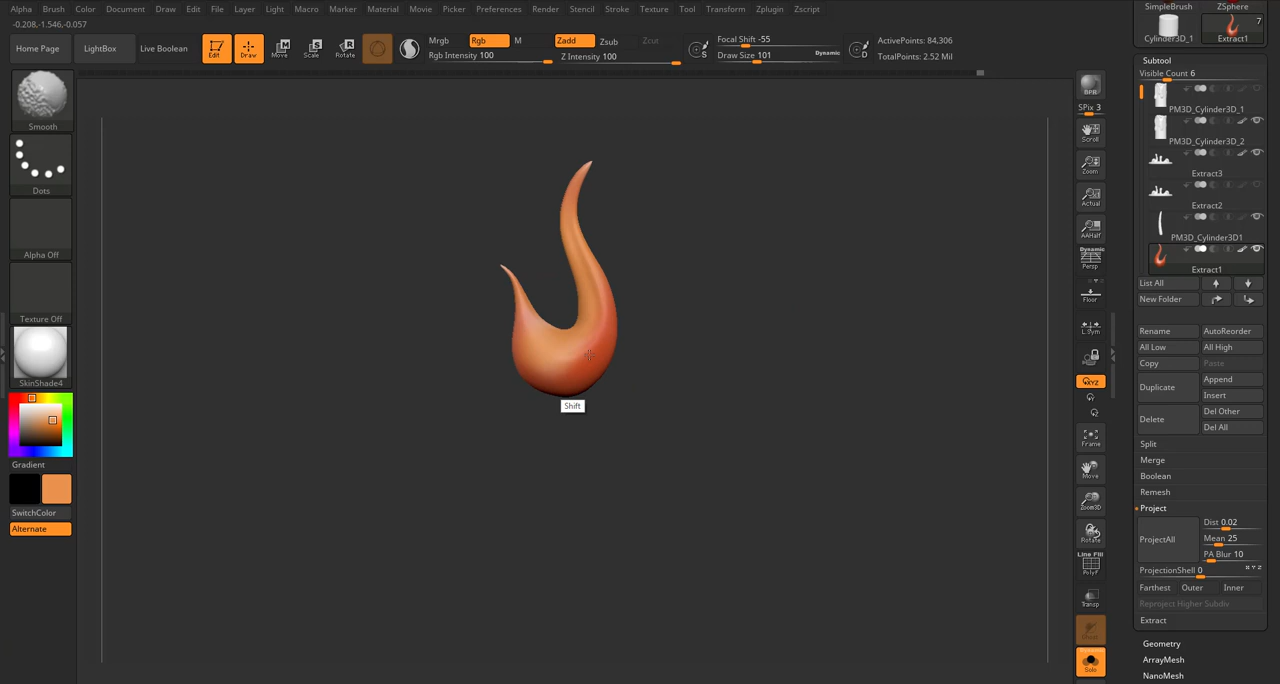 Alpha Brush Color Document Draw Edit File Layer Light Macro Marker Material Movie Picker Preferences Render Stencil Stroke Texture Tool Transform Zplugin Zscript
-0.208,-1.546,-0.057
Home Page
LightBox
Live Boolean
Edit
Draw
Move
Scale
Rotate
Mrgb
Rgb
M
Rgb Intensity 100
Zadd
Zsub
Zcut
Z Intensity 100
S
Focal Shift -55
Draw Size 101
Dynamic
D
ActivePoints: 84,306
TotalPoints: 2.52 Mil
Smooth
Dots
Alpha Off
Texture Off
SkinShade4
Gradient
SwitchColor
Alternate
Shift
BPR
SPix 3
Scroll
Zoom
Actual
AAHalf
Dynamic
Persp
Floor
L.Sym
XYZ
Y
Z
Frame
Move
Zoom3D
Rotate
Line Fill
PolyF
Transp
Ghost
Dynamic
Solo
SimpleBrush
ZSphere
7
Cylinder3D_1
Extract1
Subtool
Visible Count 6
PM3D_Cylinder3D_1
PM3D_Cylinder3D_2
Extract3
Extract2
PM3D_Cylinder3D1
Extract1
List All
New Folder
Rename
AutoReorder
All Low
All High
Copy
Paste
Duplicate
Append
Insert
Delete
Del Other
Del All
Split
Merge
Boolean
Remesh
Project
ProjectAll
Dist 0.02
Mean 25
PA Blur 10
ProjectionShell 0
X Y Z
Farthest
Outer
Inner
Reproject Higher Subdiv
Extract
Geometry
ArrayMesh
NanoMesh